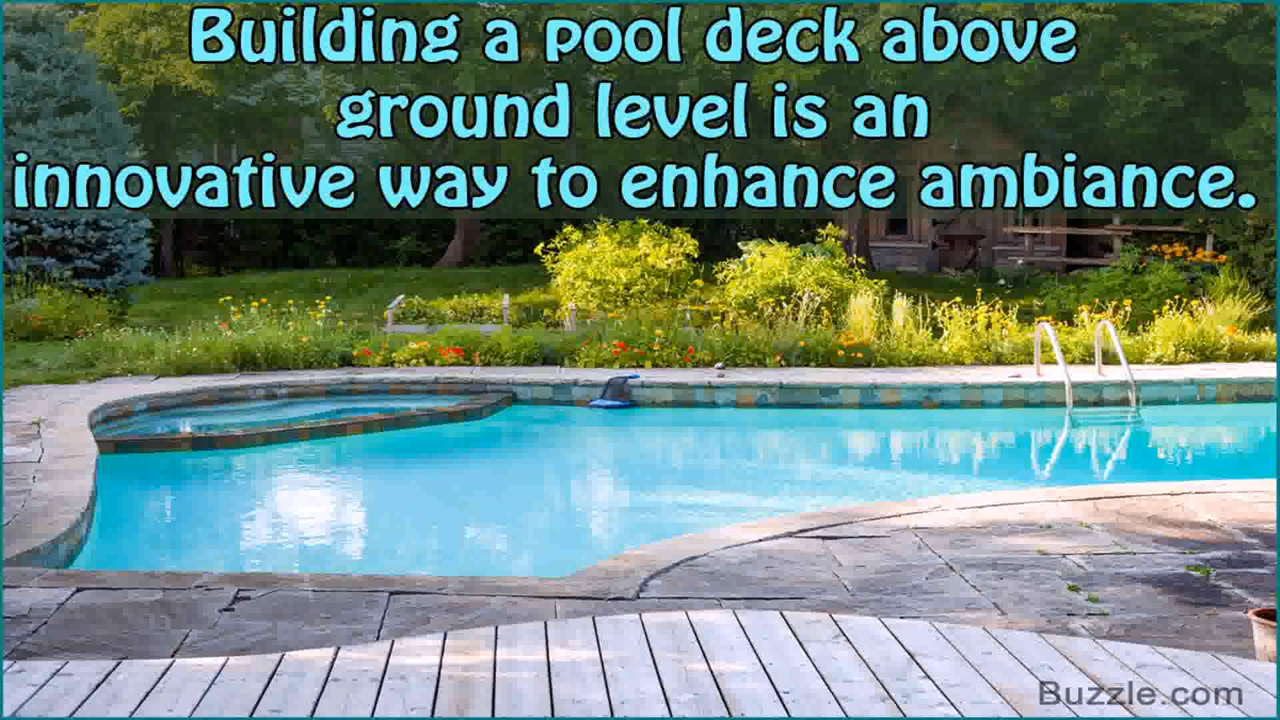 Building a pool deck above
ground level is an
innovative way to enhance ambiance.
Buzzle.com